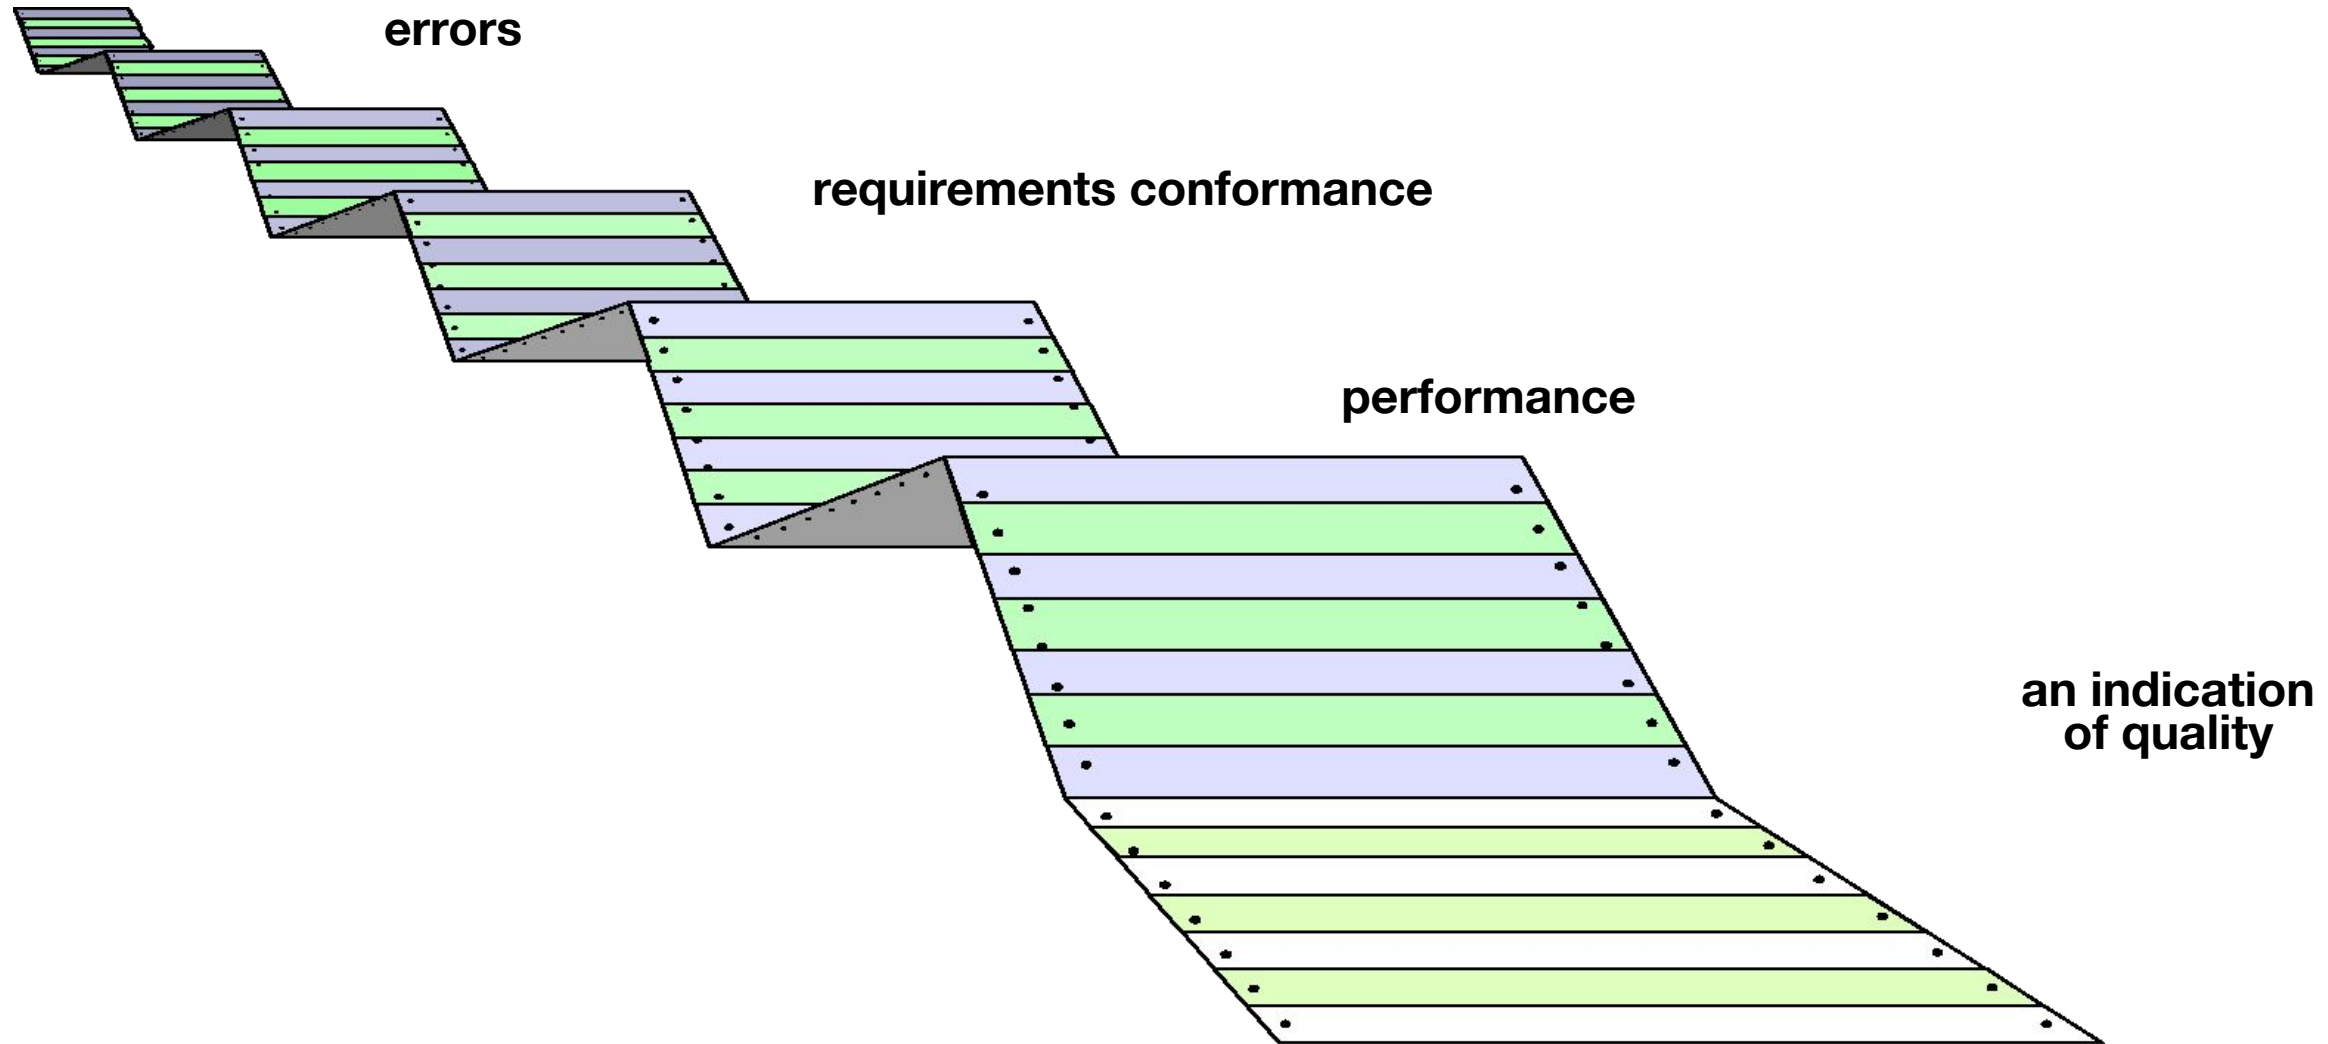 errors
requirements conformance
performance
an indication
of quality